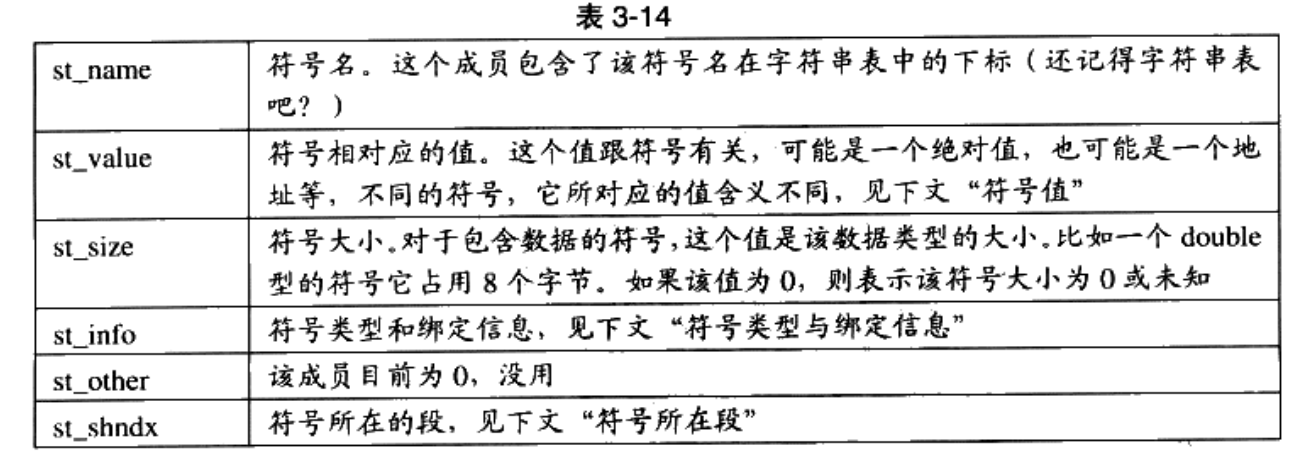 表 3-14
st_name 符号名。这个成员包含了该符号名在字符串表中的下标（还记得字符串表
吧？）
st_value 符号相对应的值。这个值跟符号有关，可能是一个绝对值，也可能是一个地
址等，不同的符号，它所对应的值含义不同，见下文“符号值”
st_size 符号大小。对于包含数据的符号，这个值是该数据类型的大小。比如一个 double
型的符号它占用 8 个字节。如果该值为 0，则表示该符号大小为 0 或未知
st_info 符号类型和绑定信息，见下文“符号类型与绑定信息”
st_other 该成员目前为 0，没用
st_shndx 符号所在的段，见下文“符号所在段”